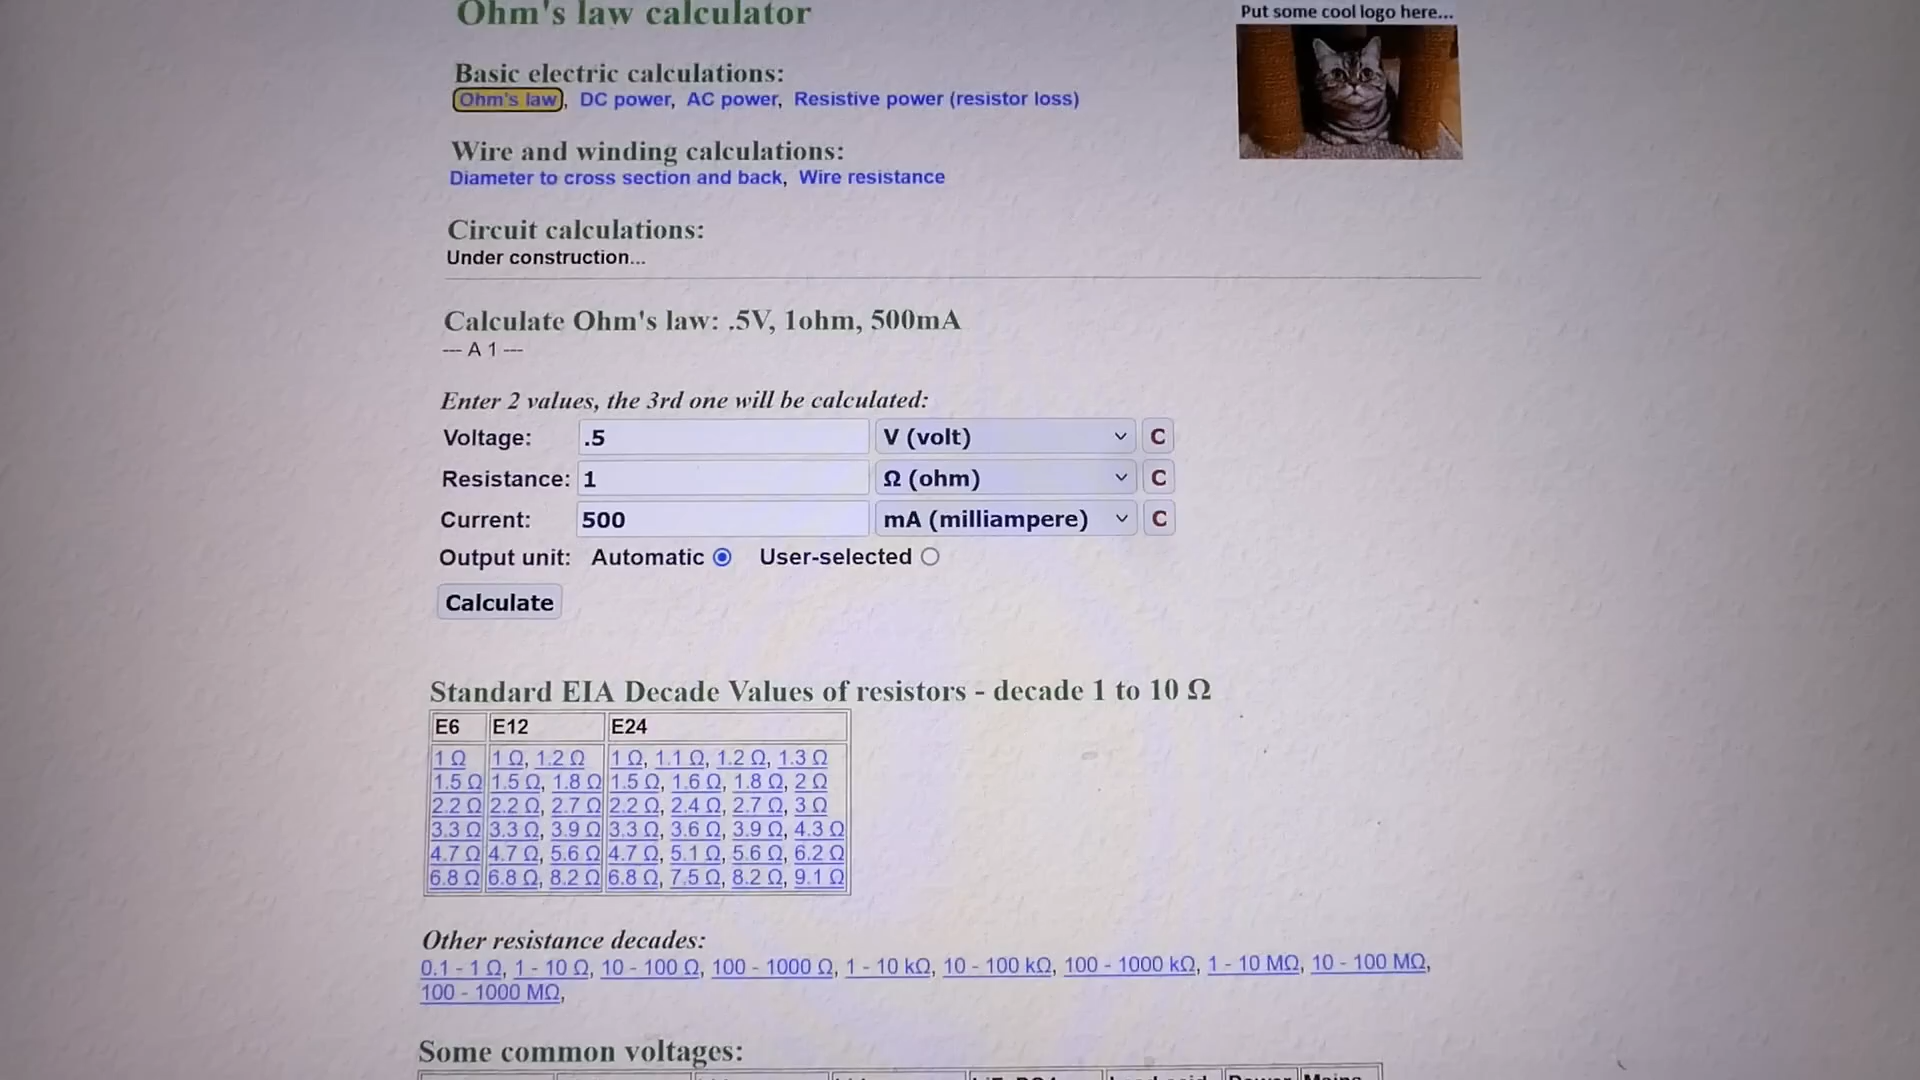 Ohm's law calculator
Put some cool logo here...
Basic electric calculations:
Ohm's law, DC power, AC power, Resistive power (resistor loss)
Wire and winding calculations:
Diameter to cross section and back, Wire resistance
Circuit calculations:
Under construction...
Calculate Ohm's law: .5V, 1ohm, 500mA
--- A 1 ---
Enter 2 values, the 3rd one will be calculated:
Voltage: .5 V (volt) C
Resistance: 1 Ω (ohm) C
Current: 500 mA (milliampere) C
Output unit: Automatic User-selected
Calculate
Standard EIA Decade Values of resistors - decade 1 to 10 Ω
E6 E12 E24
1 Ω 1 Ω, 1.2 Ω 1 Ω, 1.1 Ω, 1.2 Ω, 1.3 Ω
1.5 Ω 1.5 Ω, 1.8 Ω 1.5 Ω, 1.6 Ω, 1.8 Ω, 2 Ω
2.2 Ω 2.2 Ω, 2.7 Ω 2.2 Ω, 2.4 Ω, 2.7 Ω, 3 Ω
3.3 Ω 3.3 Ω, 3.9 Ω 3.3 Ω, 3.6 Ω, 3.9 Ω, 4.3 Ω
4.7 Ω 4.7 Ω, 5.6 Ω 4.7 Ω, 5.1 Ω, 5.6 Ω, 6.2 Ω
6.8 Ω 6.8 Ω, 8.2 Ω 6.8 Ω, 7.5 Ω, 8.2 Ω, 9.1 Ω
Other resistance decades:
0.1 - 1 Ω, 1 - 10 Ω, 10 - 100 Ω, 100 - 1000 Ω, 1 - 10 kΩ, 10 - 100 kΩ, 100 - 1000 kΩ, 1 - 10 MΩ, 10 - 100 MΩ,
100 - 1000 MΩ,
Some common voltages: